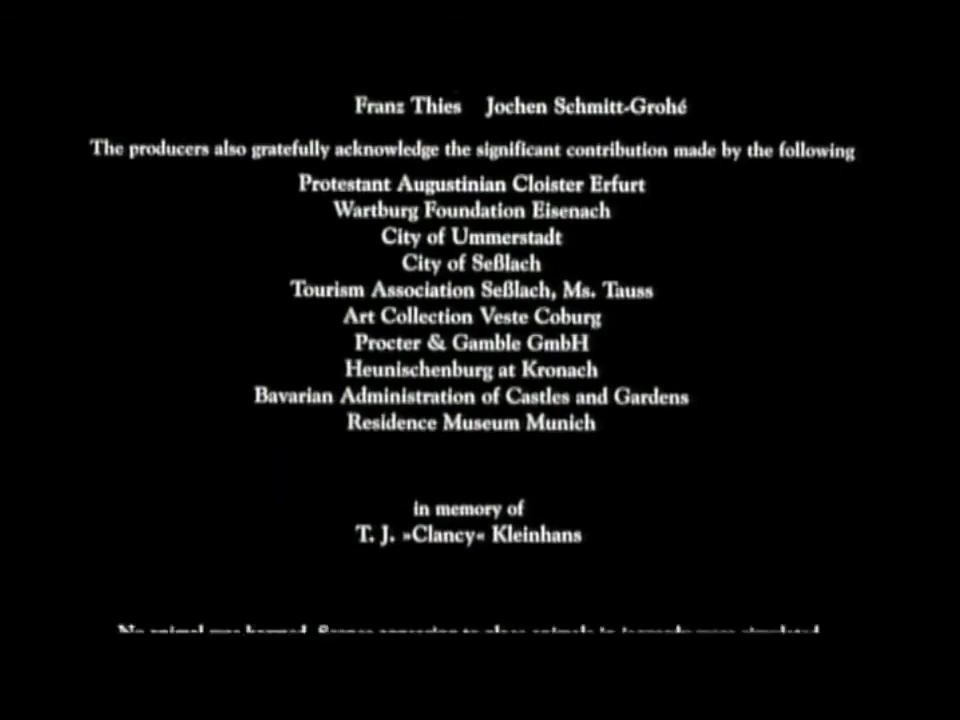 Franz Thies Jochen Schmitt-Grohé
The producers also gratefully acknowledge the significant contribution made by the following
Protestant Augustinian Cloister Erfurt
Wartburg Foundation Eisenach
City of Ummerstadt
City of Seßlach
Tourism Association Seßlach, Ms. Tauss
Art Collection Veste Coburg
Procter & Gamble GmbH
Heunischenburg at Kronach
Bavarian Administration of Castles and Gardens
Residence Museum Munich
in memory of
T. J. »Clancy« Kleinhans